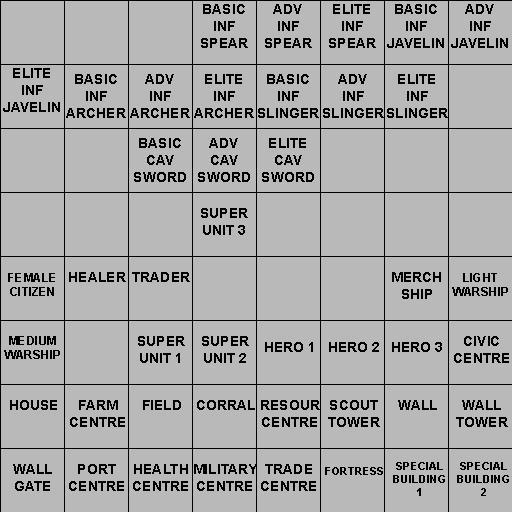 BASIC INF SPEAR
ADV INF SPEAR
ELITE INF SPEAR
BASIC INF JAVELIN
ADV INF JAVELIN
ELITE INF JAVELIN
BASIC INF ARCHER
ADV INF ARCHER
ELITE INF ARCHER
BASIC INF SLINGER
ADV INF SLINGER
ELITE INF SLINGER
BASIC CAV SWORD
ADV CAV SWORD
ELITE CAV SWORD
SUPER UNIT 3
FEMALE CITIZEN
HEALER
TRADER
MERCH SHIP
LIGHT WARSHIP
MEDIUM WARSHIP
SUPER UNIT 1
SUPER UNIT 2
HERO 1
HERO 2
HERO 3
CIVIC CENTRE
HOUSE
FARM CENTRE
FIELD
CORRAL
RESOUR CENTRE
SCOUT TOWER
WALL
WALL TOWER
WALL GATE
PORT CENTRE
HEALTH CENTRE
MILITARY CENTRE
TRADE CENTRE
FORTRESS
SPECIAL BUILDING 1
SPECIAL BUILDING 2